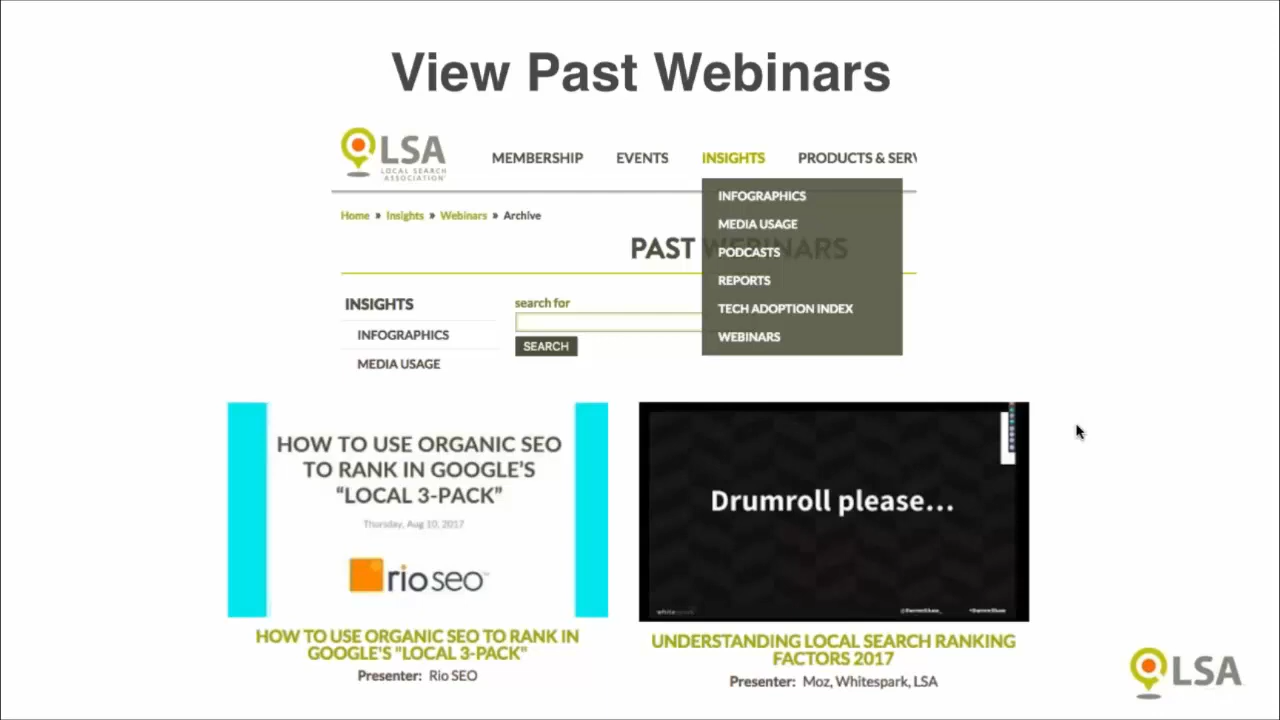 View Past Webinars
LSA
LOCAL SEARCH
ASSOCIATION
MEMBERSHIP EVENTS INSIGHTS PRODUCTS & SERV
INFOGRAPHICS
MEDIA USAGE
PODCASTS
REPORTS
TECH ADOPTION INDEX
WEBINARS
Home » Insights » Webinars » Archive
PAST WEBINARS
INSIGHTS
INFOGRAPHICS
MEDIA USAGE
search for
SEARCH
HOW TO USE ORGANIC SEO
TO RANK IN GOOGLE'S
“LOCAL 3-PACK”
Thursday, Aug 10, 2017
rio seo™
HOW TO USE ORGANIC SEO TO RANK IN
GOOGLE'S "LOCAL 3-PACK"
Presenter: Rio SEO
Drumroll please...
whitespark
UNDERSTANDING LOCAL SEARCH RANKING
FACTORS 2017
Presenter: Moz, Whitespark, LSA
LSA